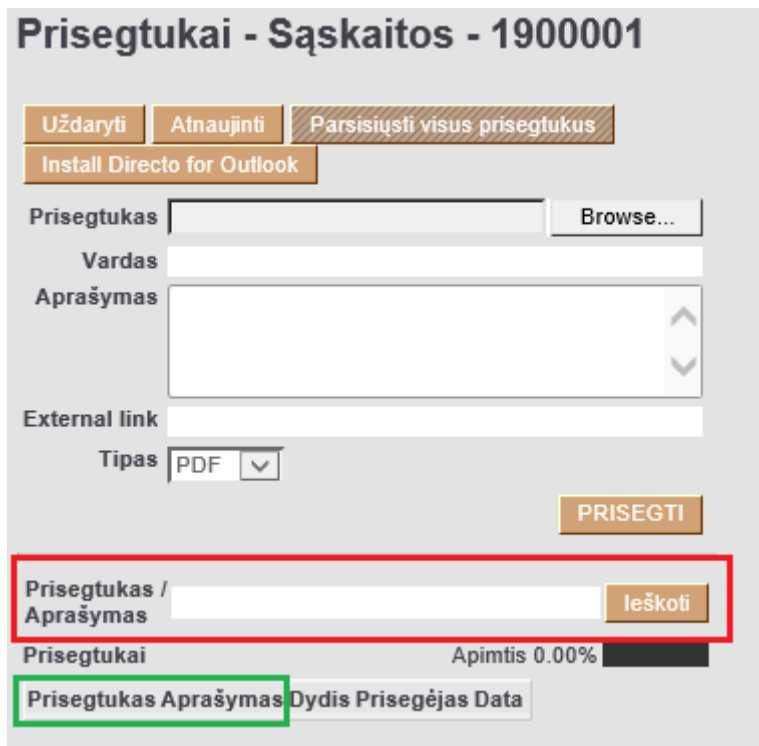 Prisegtukai - Sąskaitos - 1900001
Uždaryti Atnaujinti Parsisiųsti visus prisegtukus
Install Directo for Outlook
Prisegtukas Browse...
Vardas
Aprašymas
External link
Tipas PDF
PRISEGTI
Prisegtukas /
Aprašymas Ieškoti
Prisegtukai Apimtis 0.00%
Prisegtukas Aprašymas Dydis Prisegėjas Data